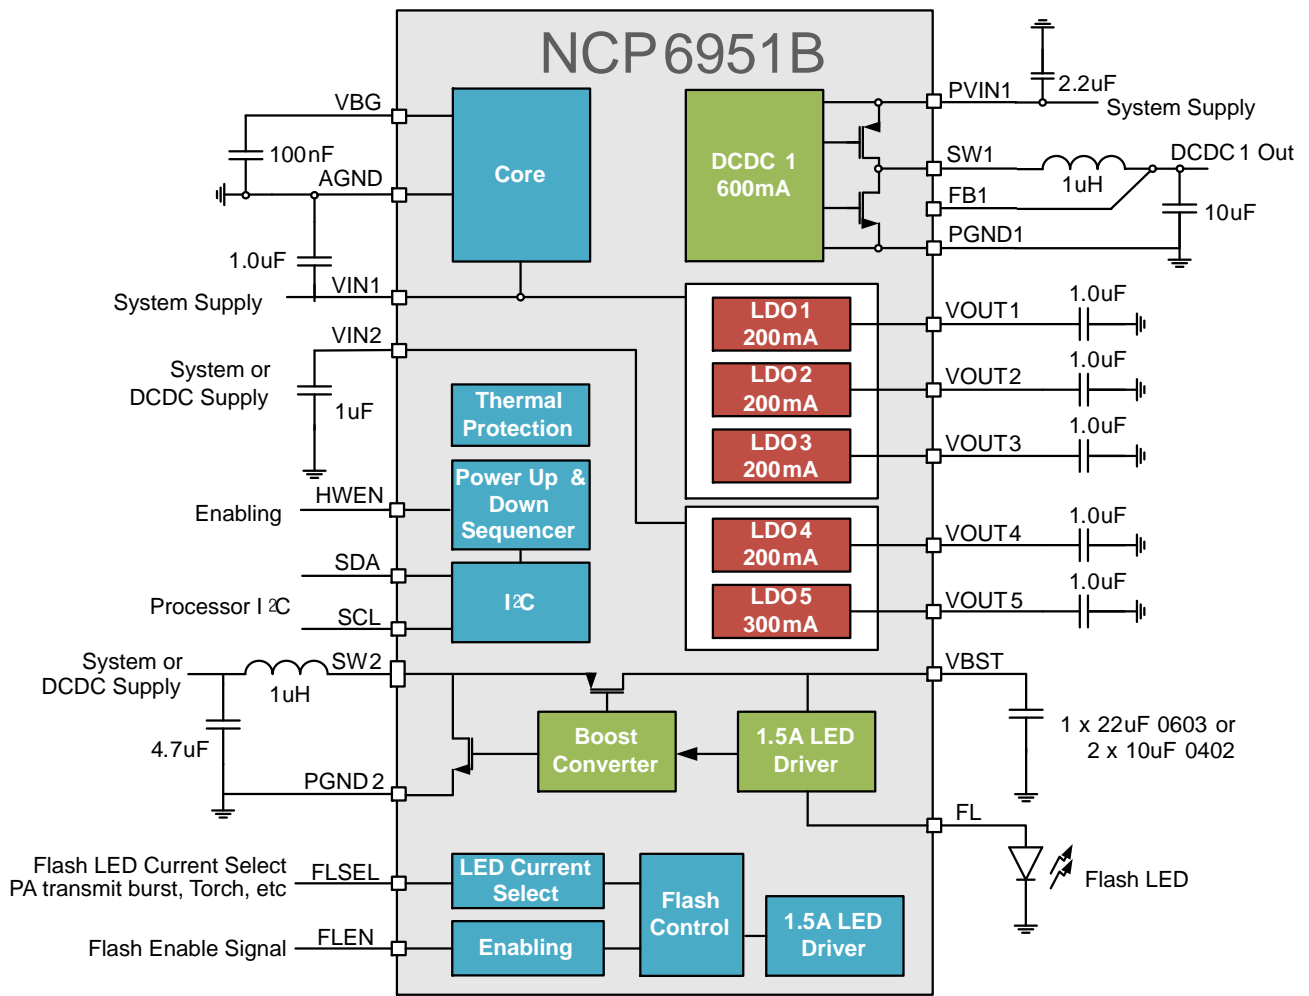 NCP6951B
VBG
100nF
AGND
1.0uF
VIN1
System Supply
VIN2
System or
DCDC Supply
1uF
HWEN
Enabling
SDA
Processor I2C
SCL
System or
DCDC Supply
SW2
1uH
4.7uF
PGND2
Flash LED Current Select
PA transmit burst, Torch, etc
FLSEL
Flash Enable Signal
FLEN
Core
Thermal
Protection
Power Up &
Down
Sequencer
I2C
DCDC 1
600mA
LDO1
200mA
LDO2
200mA
LDO3
200mA
LDO4
200mA
LDO5
300mA
Boost
Converter
1.5A LED
Driver
LED Current
Select
Enabling
Flash
Control
1.5A LED
Driver
PVIN1
2.2uF
System Supply
SW1
1uH
DCDC1 Out
FB1
10uF
PGND1
VOUT1
1.0uF
VOUT2
1.0uF
VOUT3
1.0uF
VOUT4
1.0uF
VOUT5
1.0uF
VBST
1 x 22uF 0603 or
2 x 10uF 0402
FL
Flash LED